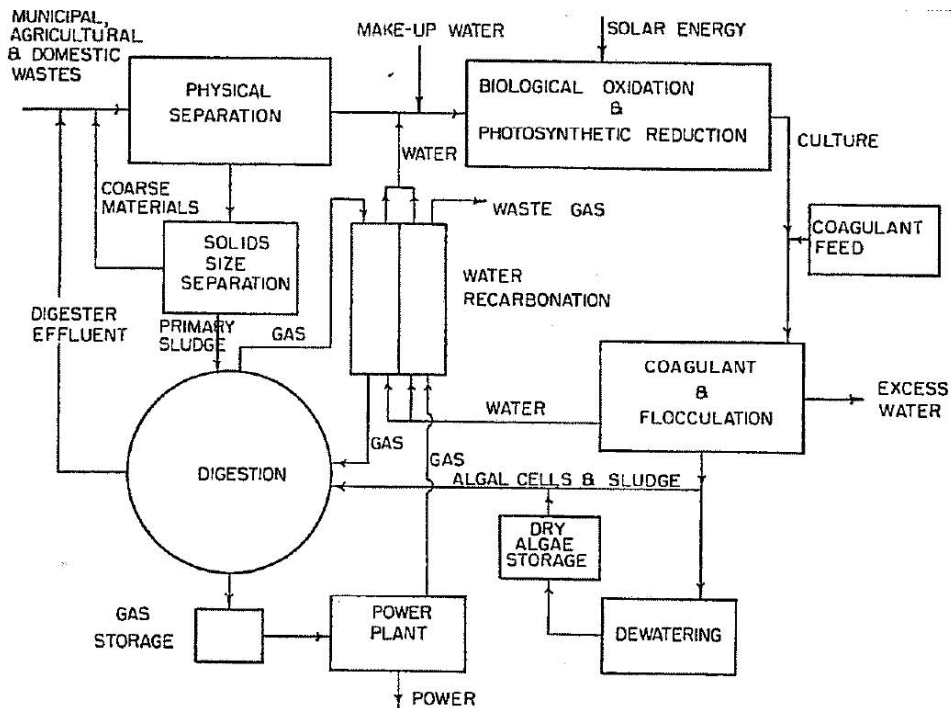 MUNICIPAL,
AGRICULTURAL
& DOMESTIC
WASTES
PHYSICAL
SEPARATION
MAKE-UP WATER
SOLAR ENERGY
BIOLOGICAL OXIDATION
&
PHOTOSYNTHETIC REDUCTION
CULTURE
WATER
COARSE
MATERIALS
SOLIDS
SIZE
SEPARATION
WASTE GAS
COAGULANT
FEED
WATER
RECARBONATION
DIGESTER
EFFLUENT
PRIMARY
SLUDGE
GAS
COAGULANT
&
FLOCCULATION
EXCESS
WATER
WATER
GAS
GAS
DIGESTION
ALGAL CELLS & SLUDGE
DRY
ALGAE
STORAGE
GAS
STORAGE
POWER
PLANT
DEWATERING
POWER